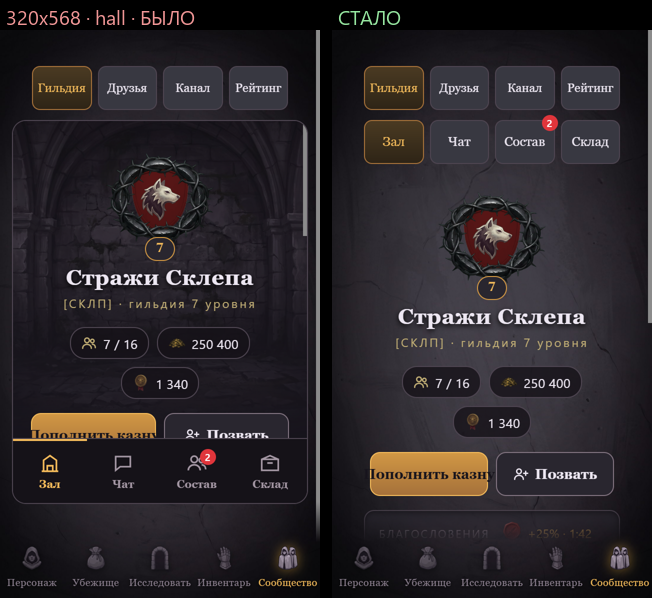 320x568 · hall · БЫЛО
Гильдия Друзья Канал Рейтинг
7
Стражи Склепа
[СКЛП] · гильдия 7 уровня
7 / 16 250 400
1 340
Пополнить казну Позвать
2
Зал Чат Состав Склад
Персонаж Убежище Исследовать Инвентарь Сообщество
СТАЛО
Гильдия Друзья Канал Рейтинг
2
Зал Чат Состав Склад
7
Стражи Склепа
[СКЛП] · гильдия 7 уровня
7 / 16 250 400
1 340
Пополнить казну Позвать
БЛАГОСЛОВЕНИЯ +25% · 1:42
Персонаж Убежище Исследовать Инвентарь Сообщество